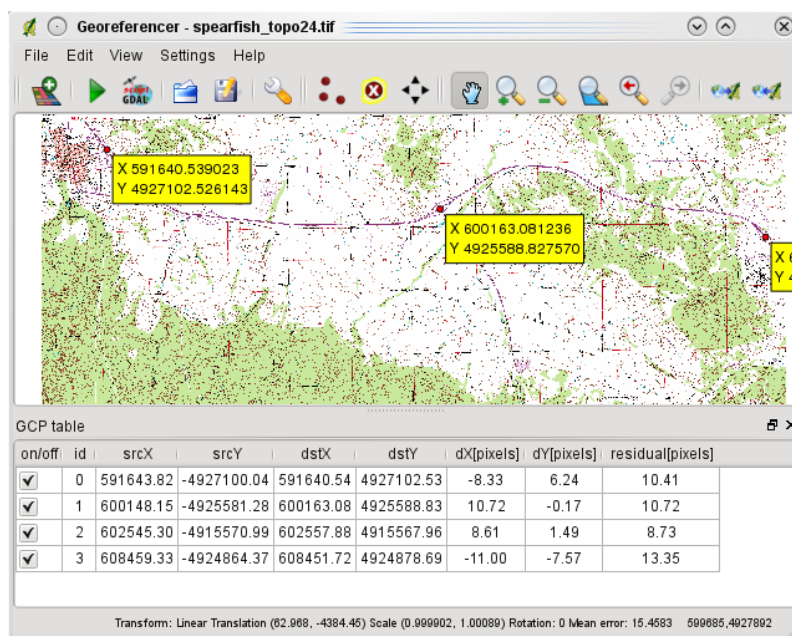 Georeferencer - spearfish_topo24.tif
File Edit View Settings Help
script
GDAL
X 591640.539023
Y 4927102.526143
X 600163.081236
Y 4925588.827570
X 6
Y 4
GCP table
on/off id srcX srcY dstX dstY dX[pixels] dY[pixels] residual[pixels]
0 591643.82 -4927100.04 591640.54 4927102.53 -8.33 6.24 10.41
1 600148.15 -4925581.28 600163.08 4925588.83 10.72 -0.17 10.72
2 602545.30 -4915570.99 602557.88 4915567.96 8.61 1.49 8.73
3 608459.33 -4924864.37 608451.72 4924878.69 -11.00 -7.57 13.35
Transform: Linear Translation (62.968, -4384.45) Scale (0.999902, 1.00089) Rotation: 0 Mean error: 15.4583 599685,4927892